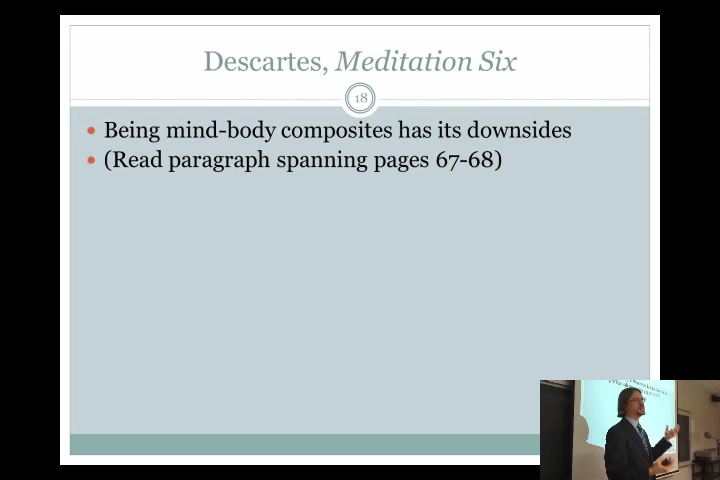 Descartes, Meditation Six
18
• Being mind-body composites has its downsides
• (Read paragraph spanning pages 67-68)